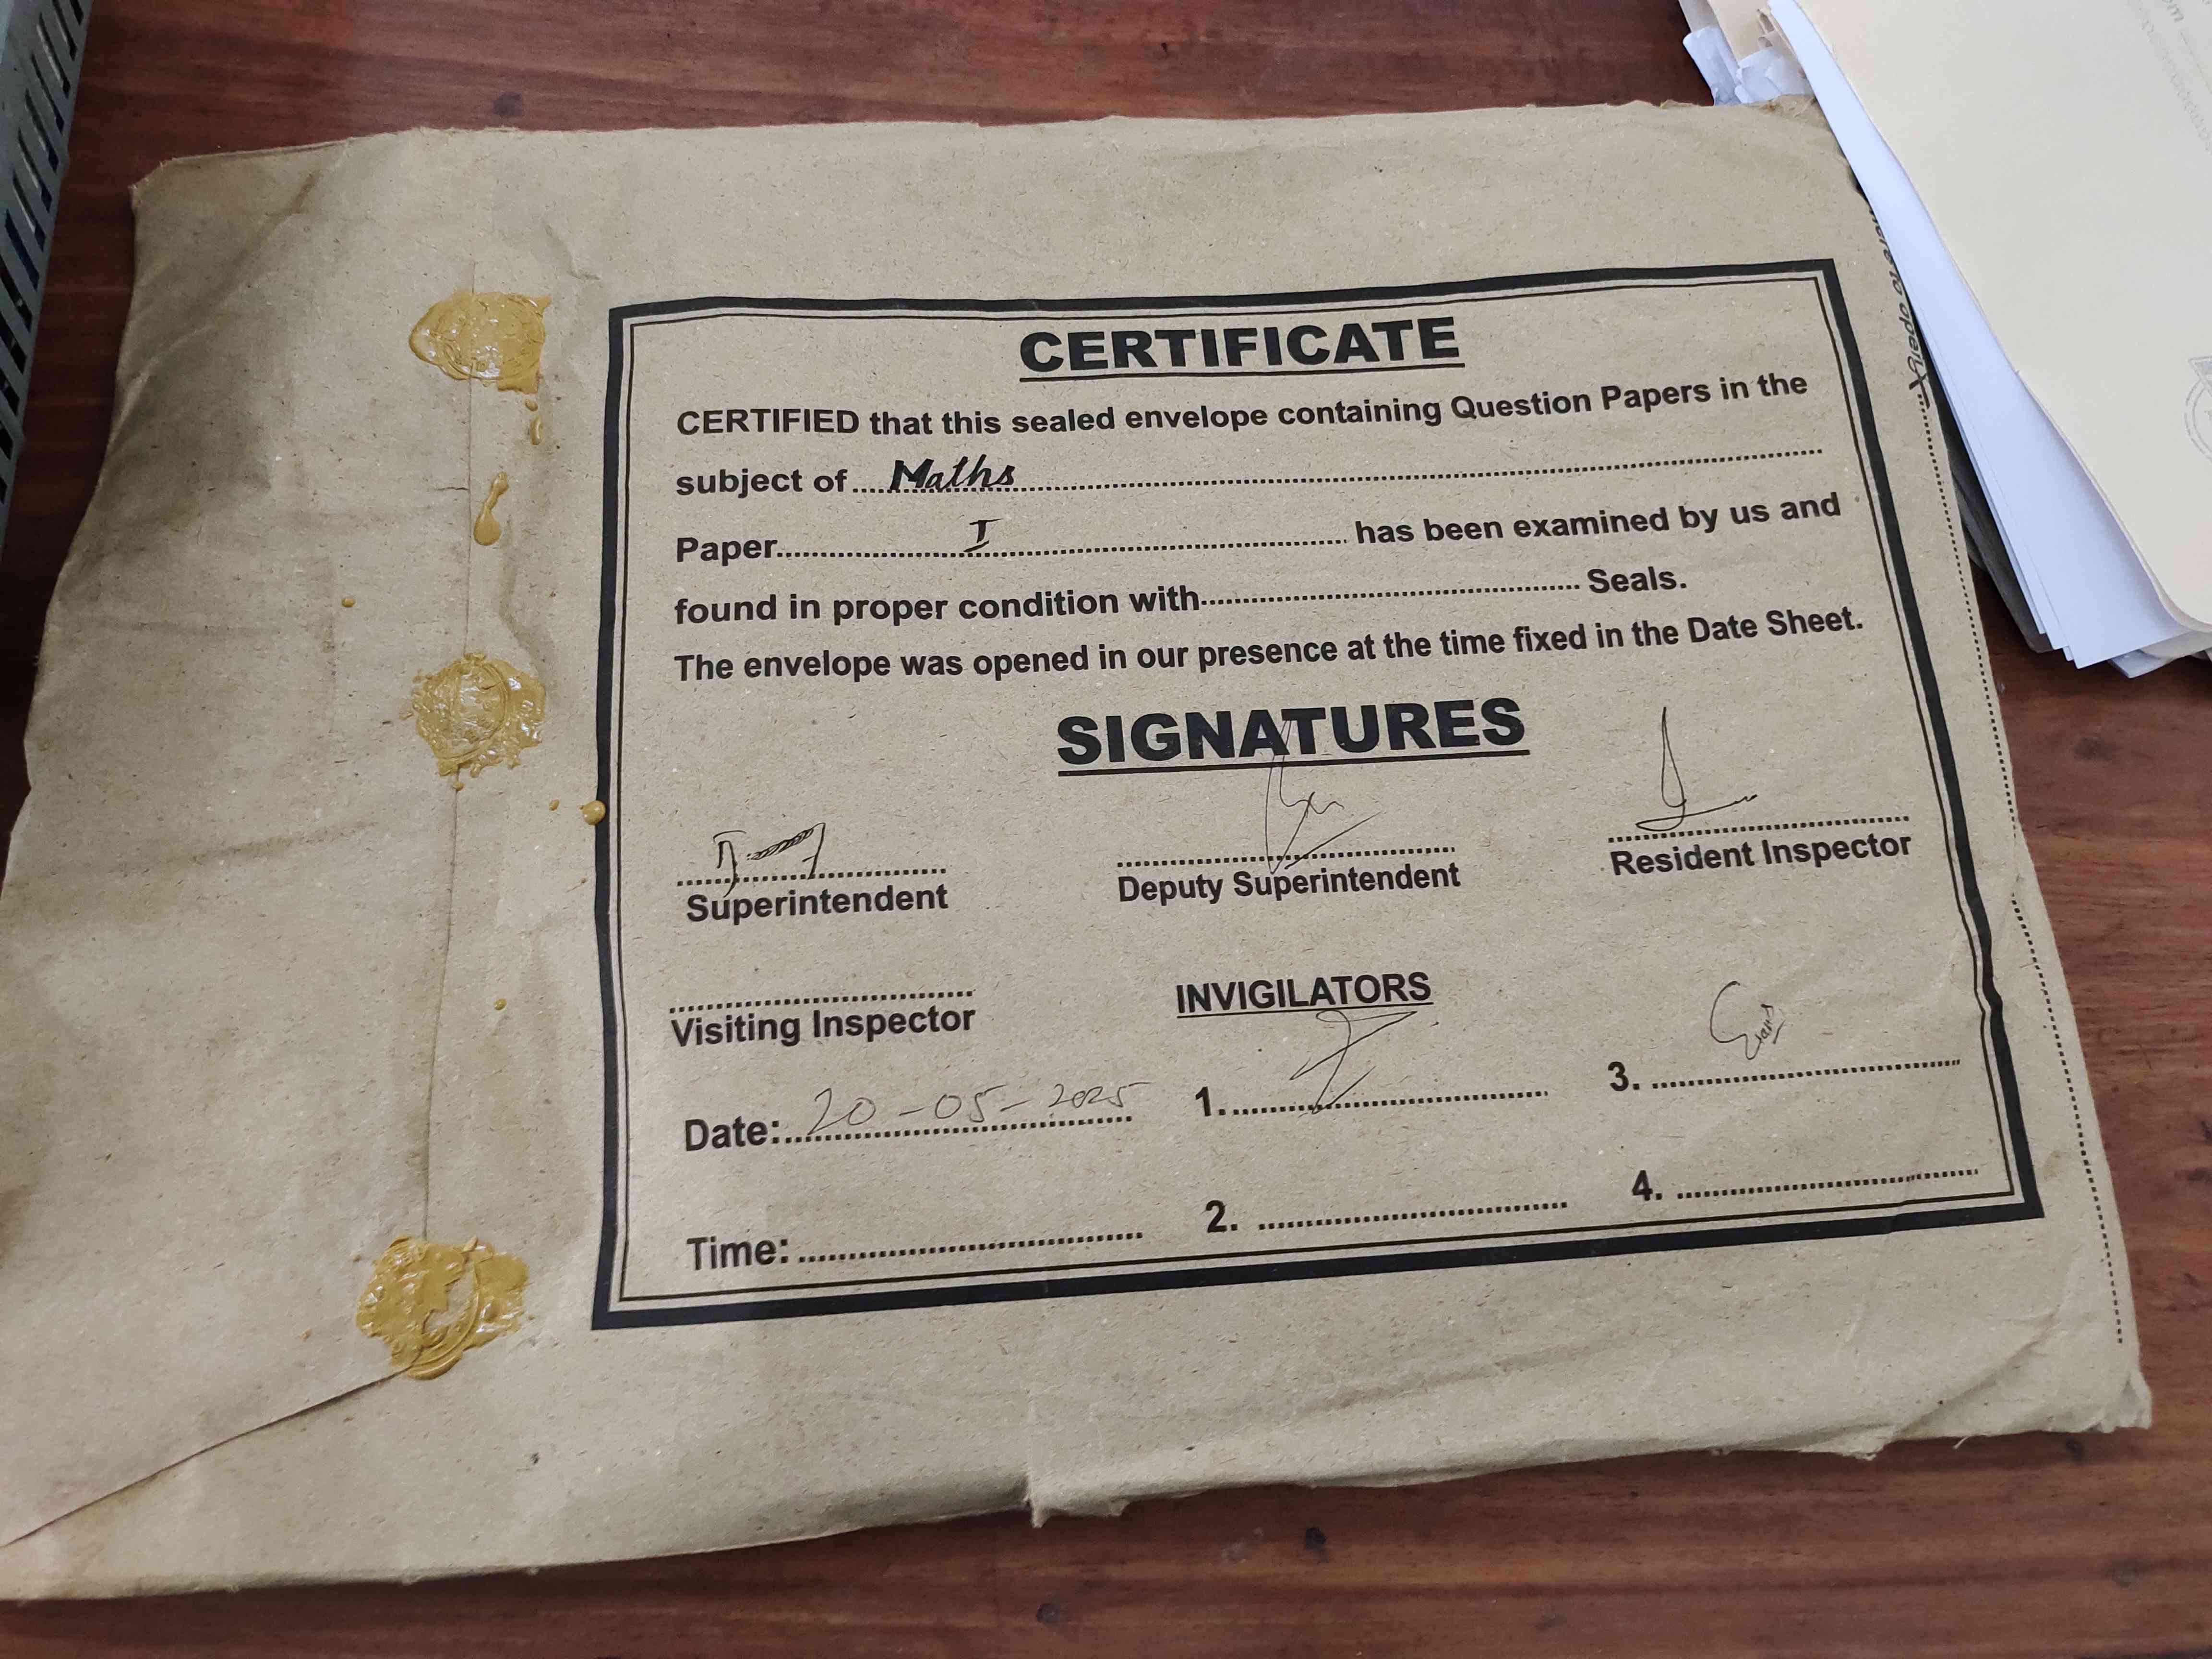 CERTIFICATE
CERTIFIED that this sealed envelope containing Question Papers in the
subject of Maths
Paper I has been examined by us and
found in proper condition with Seals.
The envelope was opened in our presence at the time fixed in the Date Sheet.
SIGNATURES
Superintendent
Deputy Superintendent
Resident Inspector
Visiting Inspector
INVIGILATORS
Date: 20-05-2025
1.
3.
Time:
2.
4.